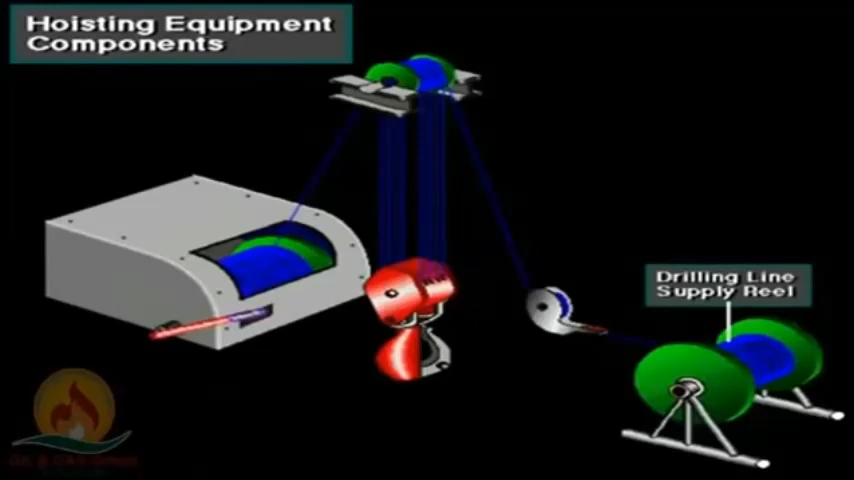 Hoisting Equipment
Components
Drilling Line
Supply Reel